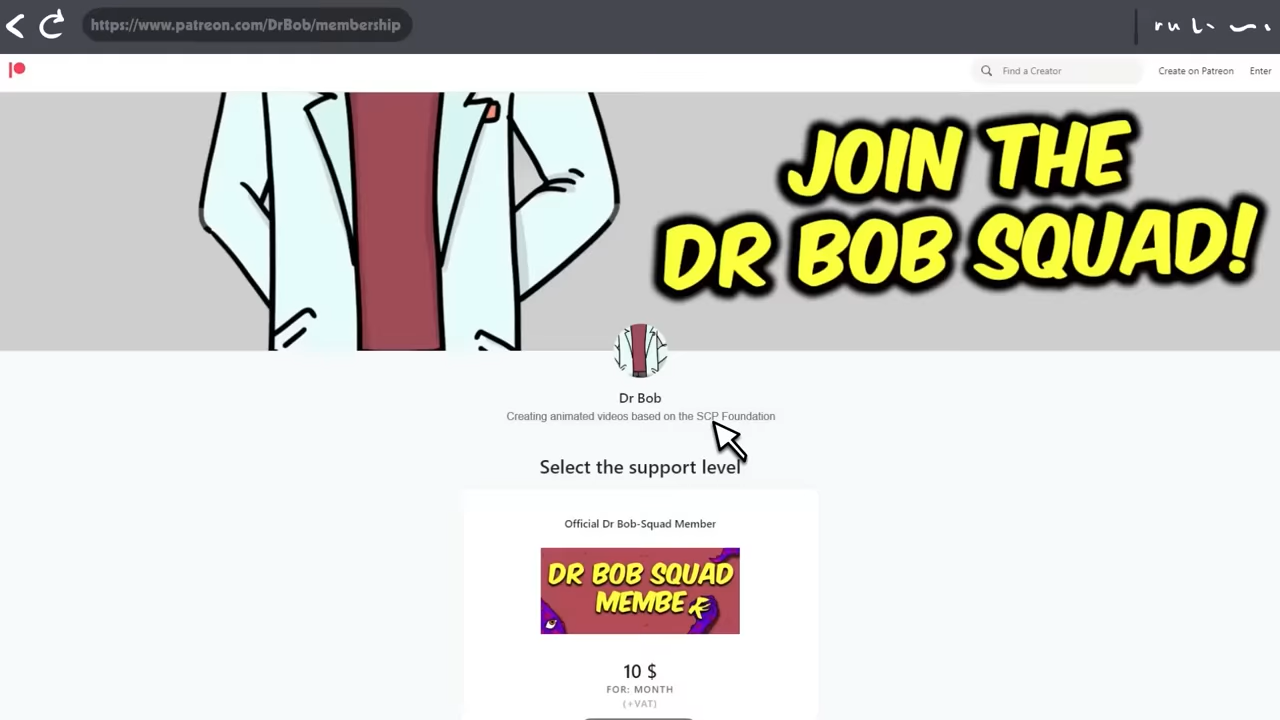 https://www.patreon.com/DrBob/membership
Find a Creator
Create on Patreon
Enter
JOIN THE
DR BOB SQUAD!
Dr Bob
Creating animated videos based on the SCP Foundation
Select the support level
Official Dr Bob-Squad Member
DR BOB SQUAD
MEMBER
10 $
FOR: MONTH
(+VAT)